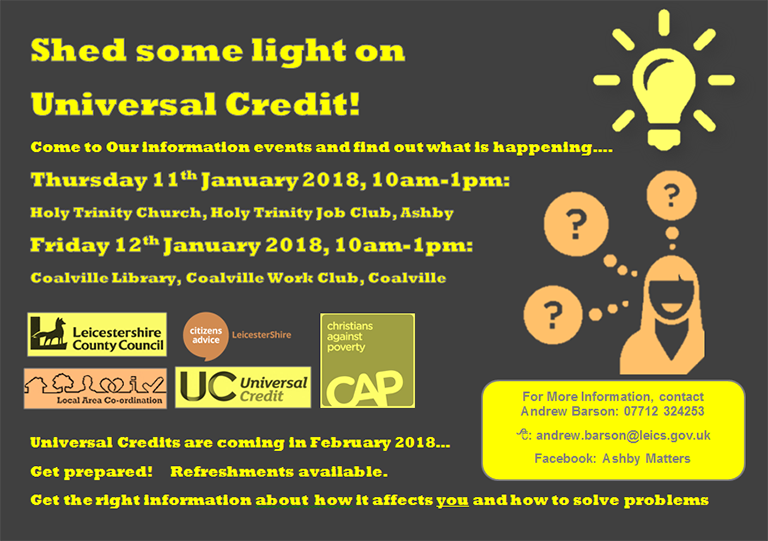 Shed some light on
Universal Credit!
Come to Our information events and find out what is happening....
Thursday 11th January 2018, 10am-1pm:
Holy Trinity Church, Holy Trinity Job Club, Ashby
Friday 12th January 2018, 10am-1pm:
Coalville Library, Coalville Work Club, Coalville
?
?
?
Leicestershire
County Council
citizens
advice
LeicesterShire
christians
against
poverty
CAP
Local Area Co-ordination
UC Universal
Credit
For More Information, contact
Andrew Barson: 07712 324253
: andrew.barson@leics.gov.uk
Facebook: Ashby Matters
Universal Credits are coming in February 2018...
Get prepared! Refreshments available.
Get the right information about how it affects you and how to solve problems